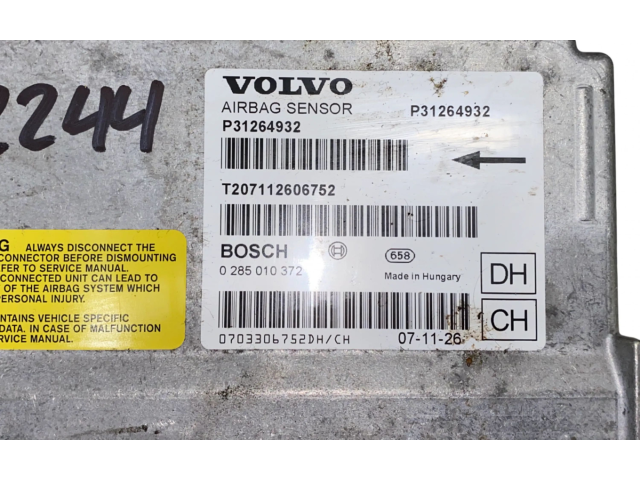 2244
VOLVO
AIRBAG SENSOR P31264932
P31264932
T207112606752
BOSCH 658
0 285 010 372 Made in Hungary
DH
CH
0703306752DH/CH 07-11-26
G ALWAYS DISCONNECT THE
CONNECTOR BEFORE DISMOUNTING
FER TO SERVICE MANUAL.
CONNECTED UNIT CAN LEAD TO
OF THE AIRBAG SYSTEM WHICH
PERSONAL INJURY.
NTAINS VEHICLE SPECIFIC
DATA. IN CASE OF MALFUNCTION
RVICE MANUAL.